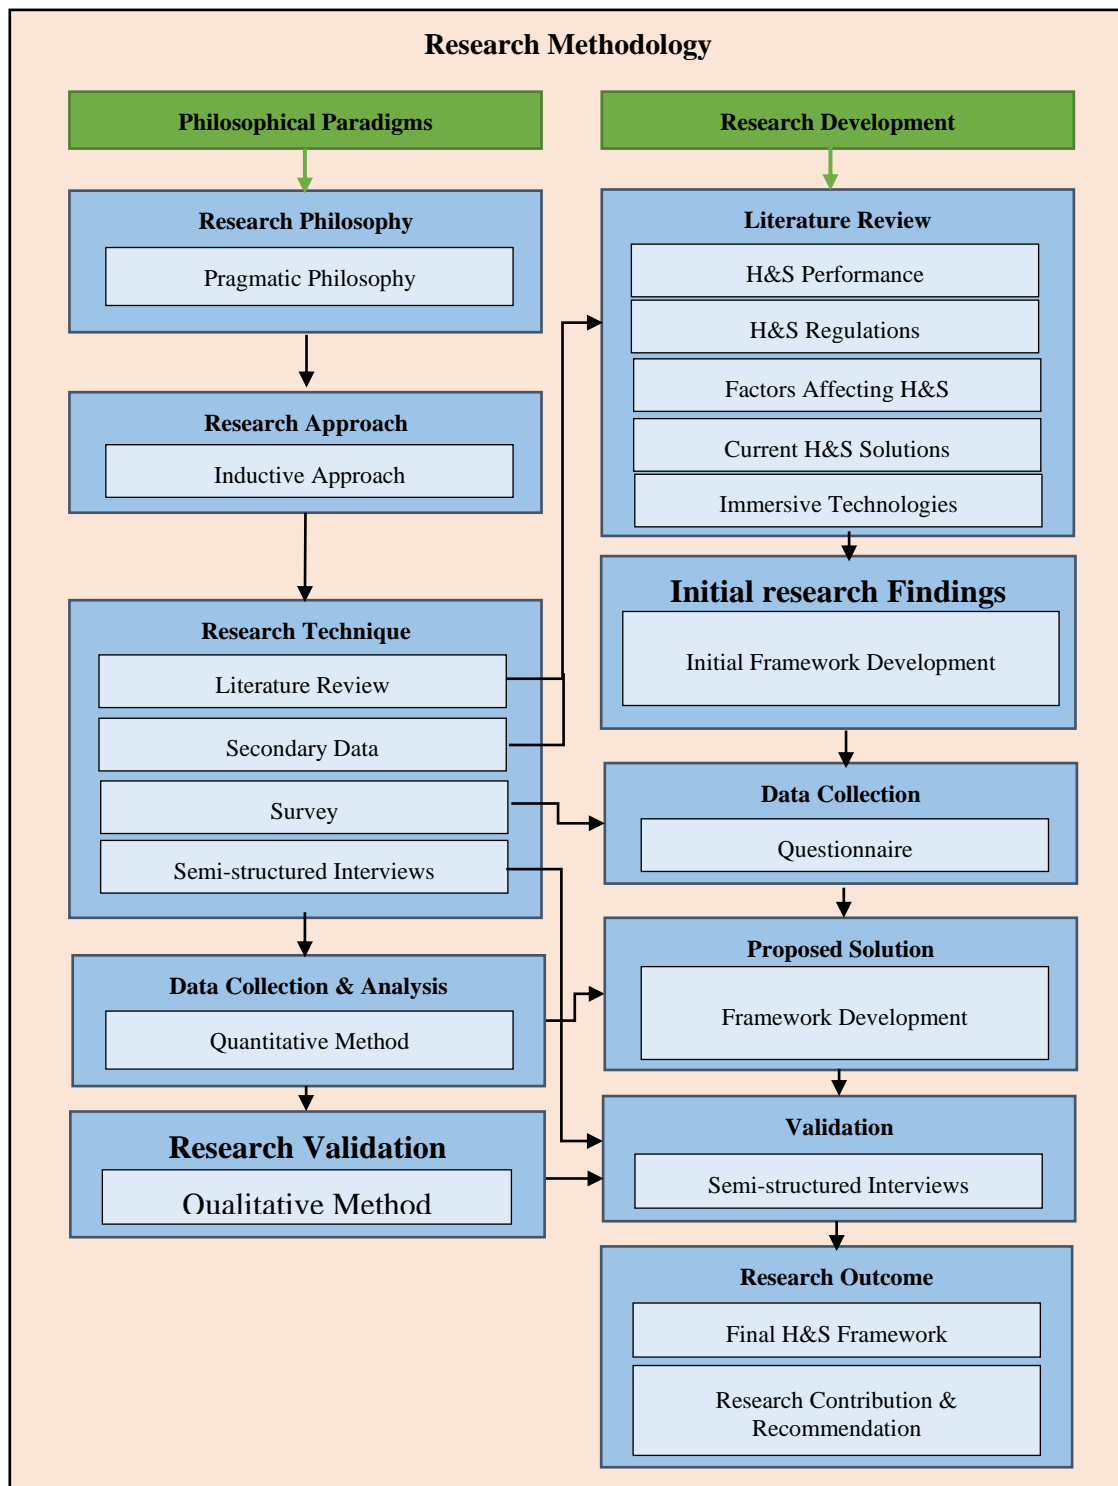 Research Methodology
Philosophical Paradigms
Research Philosophy
Pragmatic Philosophy
Research Approach
Inductive Approach
Research Technique
Literature Review
Secondary Data
Survey
Semi-structured Interviews
Data Collection & Analysis
Quantitative Method
Research Validation
Qualitative Method
Research Development
Literature Review
H&S Performance
H&S Regulations
Factors Affecting H&S
Current H&S Solutions
Immersive Technologies
Initial research Findings
Initial Framework Development
Data Collection
Questionnaire
Proposed Solution
Framework Development
Validation
Semi-structured Interviews
Research Outcome
Final H&S Framework
Research Contribution &
Recommendation